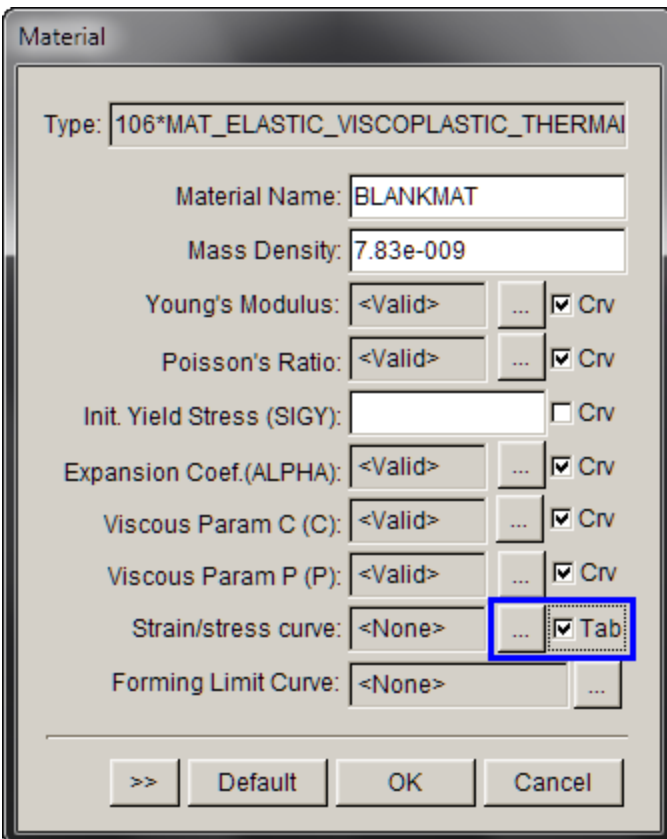 Material
Type: 106*MAT_ELASTIC_VISCOPLASTIC_THERMAI
Material Name: BLANKMAT
Mass Density: 7.83e-009
Young's Modulus: <Valid> ... Crv
Poisson's Ratio: <Valid> ... Crv
Init. Yield Stress (SIGY): Crv
Expansion Coef.(ALPHA): <Valid> ... Crv
Viscous Param C (C): <Valid> ... Crv
Viscous Param P (P): <Valid> ... Crv
Strain/stress curve: <None> ... Tab
Forming Limit Curve: <None> ...
>> Default OK Cancel